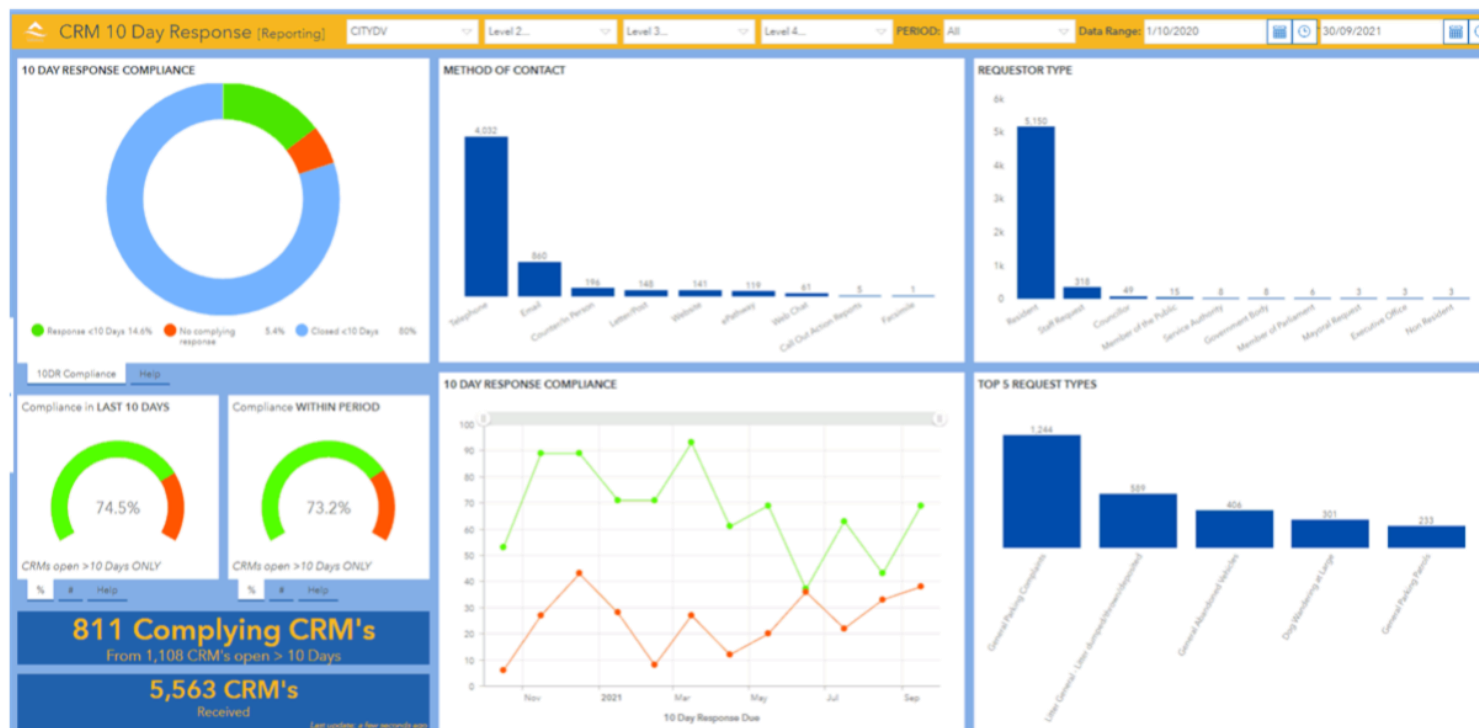 CRM 10 Day Response [Reporting]
CITYDV
Level 2...
Level 3...
Level 4...
PERIOD: All
Data Range: 1/10/2020
30/09/2021
10 DAY RESPONSE COMPLIANCE
Response <10 Days 14.6%
No complying response 5.4%
Closed <10 Days 80%
10DR Compliance
Help
METHOD OF CONTACT
4,032
860
196
148
141
119
61
5
1
Telephone
Email
Counter/In Person
Letter/Post
Website
ePathway
Web Chat
Call Out Action Reports
Facsimile
REQUESTOR TYPE
6k
5k
4k
3k
2k
1k
0
5,150
318
49
15
8
8
6
3
3
3
Resident
Staff Request
Councillor
Member of the Public
Service Authority
Government Body
Member of Parliament
Mayoral Request
Executive Office
Non Resident
Compliance in LAST 10 DAYS
74.5%
CRMs open >10 Days ONLY
%
#
Help
Compliance WITHIN PERIOD
73.2%
CRMs open >10 Days ONLY
%
#
Help
811 Complying CRM's
From 1,108 CRM's open > 10 Days
5,563 CRM's
Received
Last update: a few seconds ago
10 DAY RESPONSE COMPLIANCE
100
90
80
70
60
50
40
30
20
10
0
Nov
2021
Mar
May
Jul
Sep
10 Day Response Due
TOP 5 REQUEST TYPES
1,244
589
406
301
233
General Parking Complaints
Litter General - Litter dumped/thrown/deposited
General Abandoned Vehicles
Dog Wandering at Large
General Parking Patrols